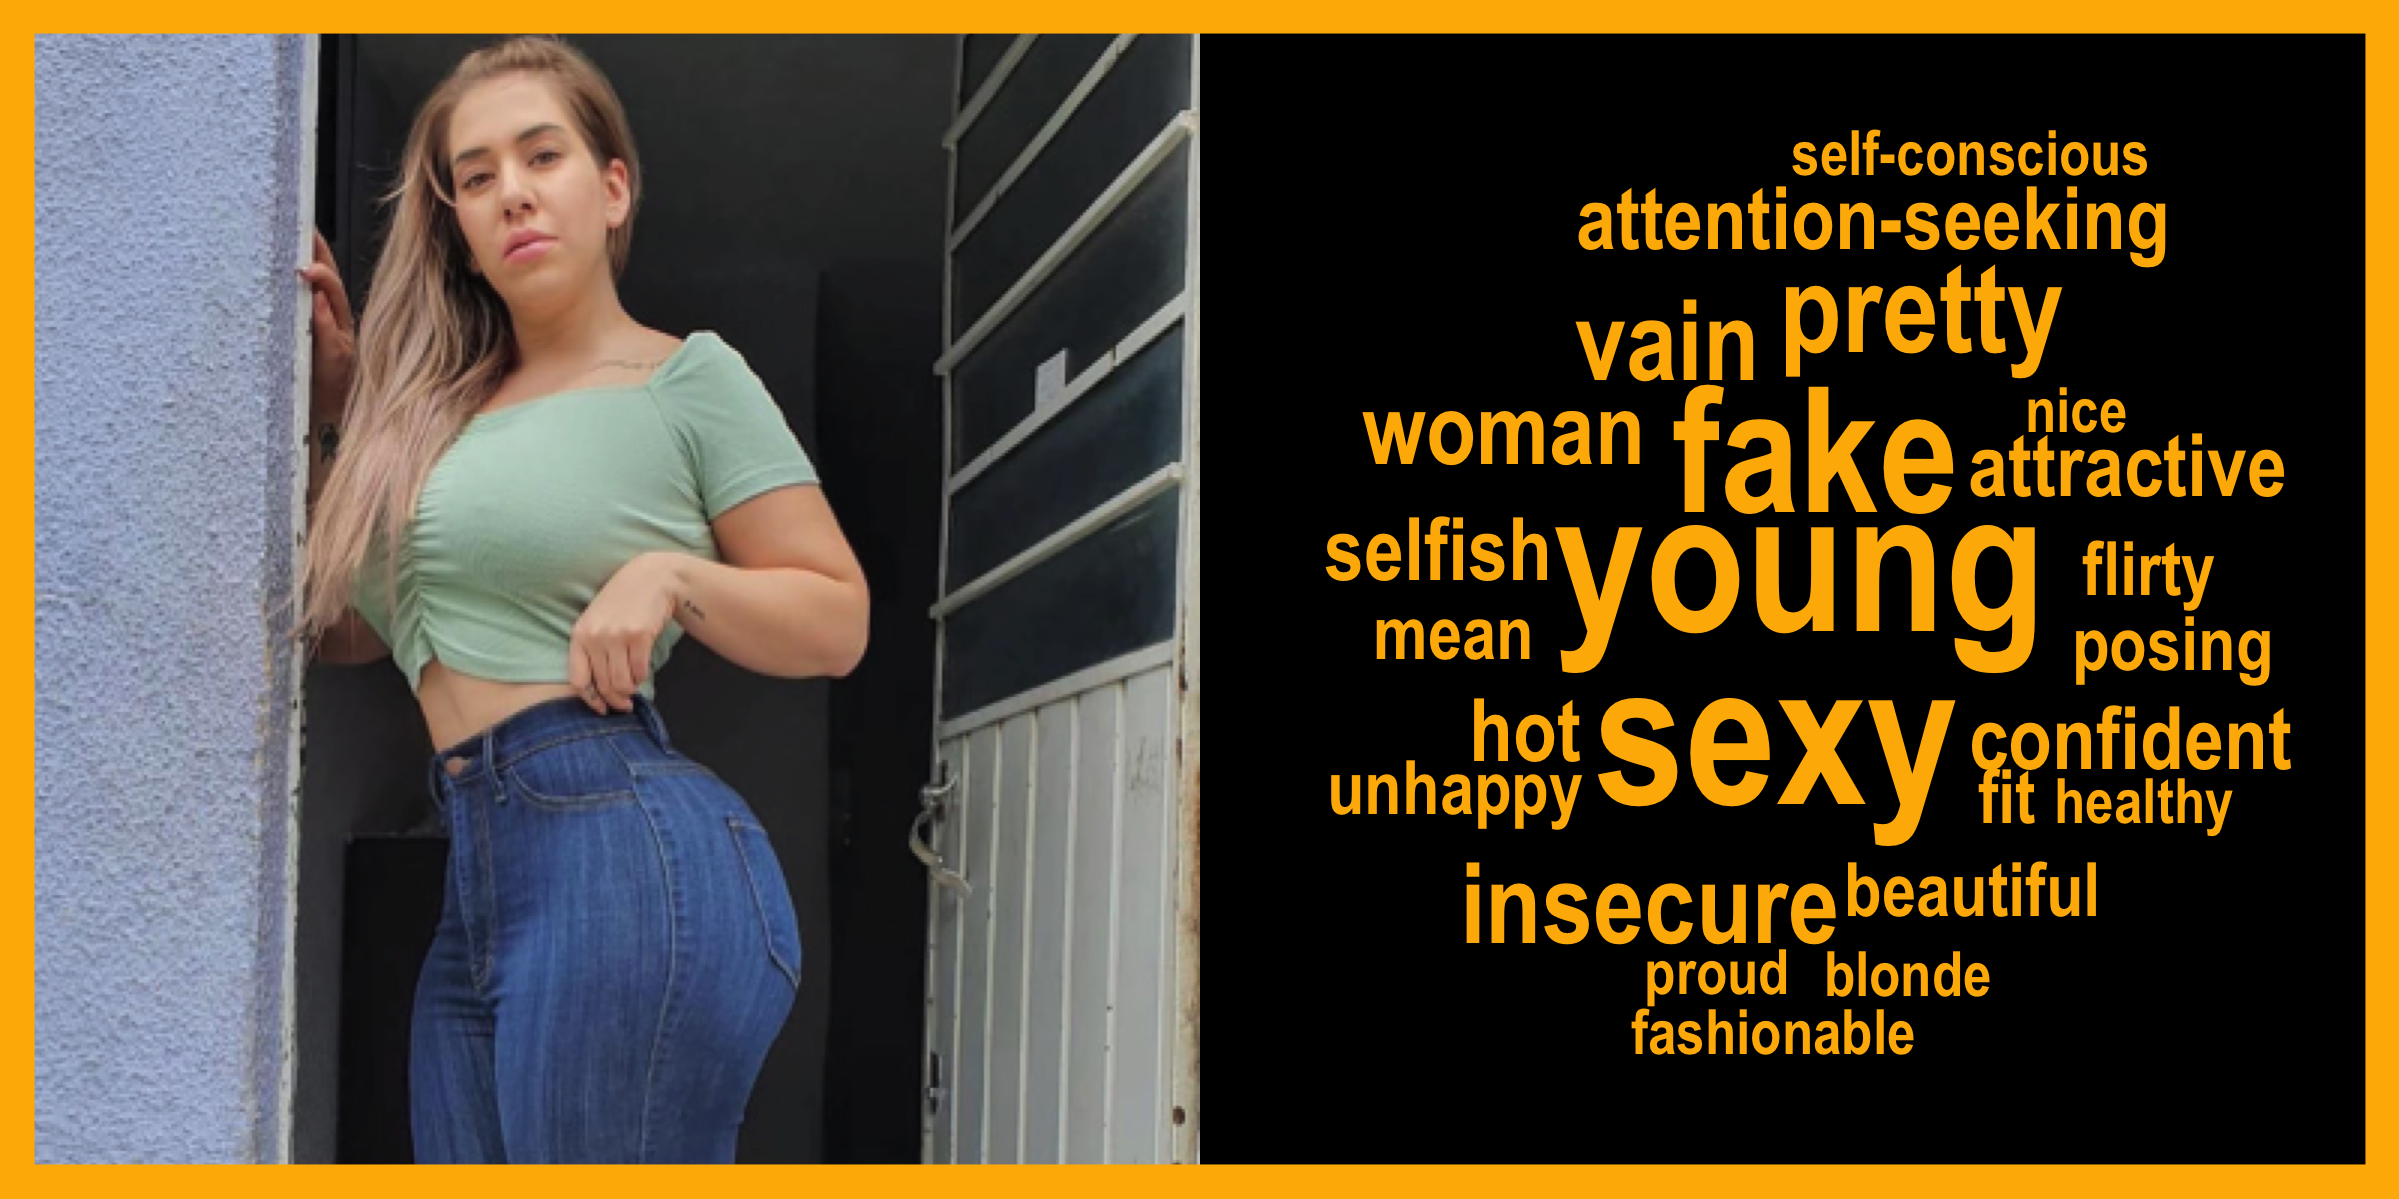 self-conscious
attention-seeking
vain pretty
woman fake nice
attractive
selfish young flirty
mean posing
hot sexy confident
unhappy fit healthy
insecure beautiful
proud blonde
fashionable